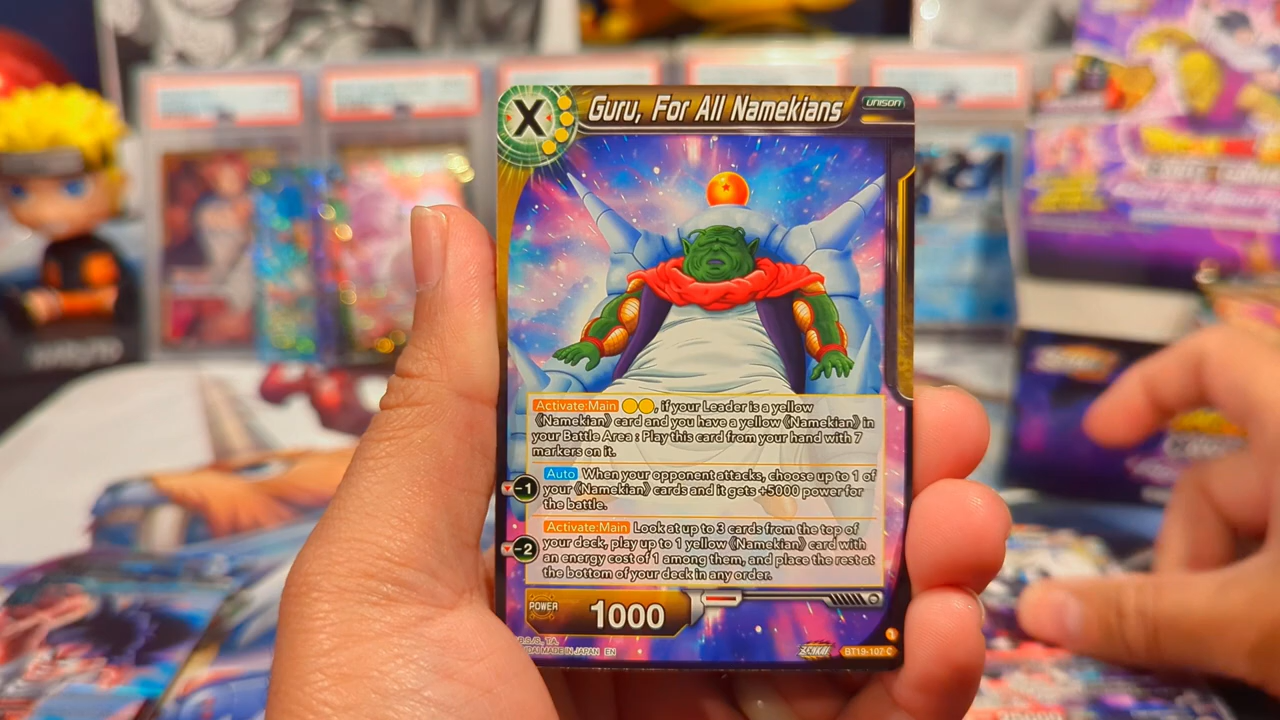 X
Guru, For All Namekians
UNISON
Activate:Main , if your Leader is a yellow
《Namekian》 card and you have a yellow 《Namekian》 in
your Battle Area : Play this card from your hand with 7
markers on it.
-1
Auto When your opponent attacks, choose up to 1 of
your 《Namekian》 cards and it gets +5000 power for
the battle.
-2
Activate:Main Look at up to 3 cards from the top of
your deck, play up to 1 yellow 《Namekian》 card with
an energy cost of 1 among them, and place the rest at
the bottom of your deck in any order.
POWER
1000
MADE IN JAPAN EN
BT19-107 C